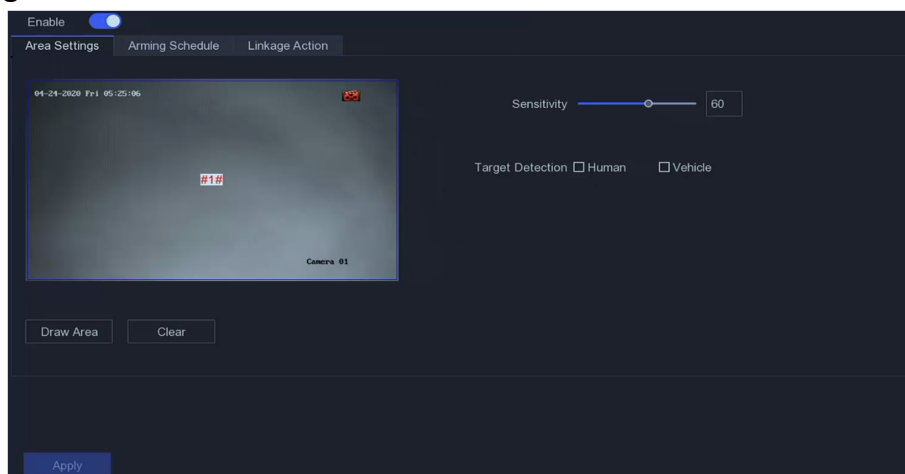 Enable
Area Settings Arming Schedule Linkage Action
04-24-2020 Fri 05:25:06
Sensitivity 60
Target Detection Human Vehicle
#1#
Camera 01
Draw Area Clear
Apply